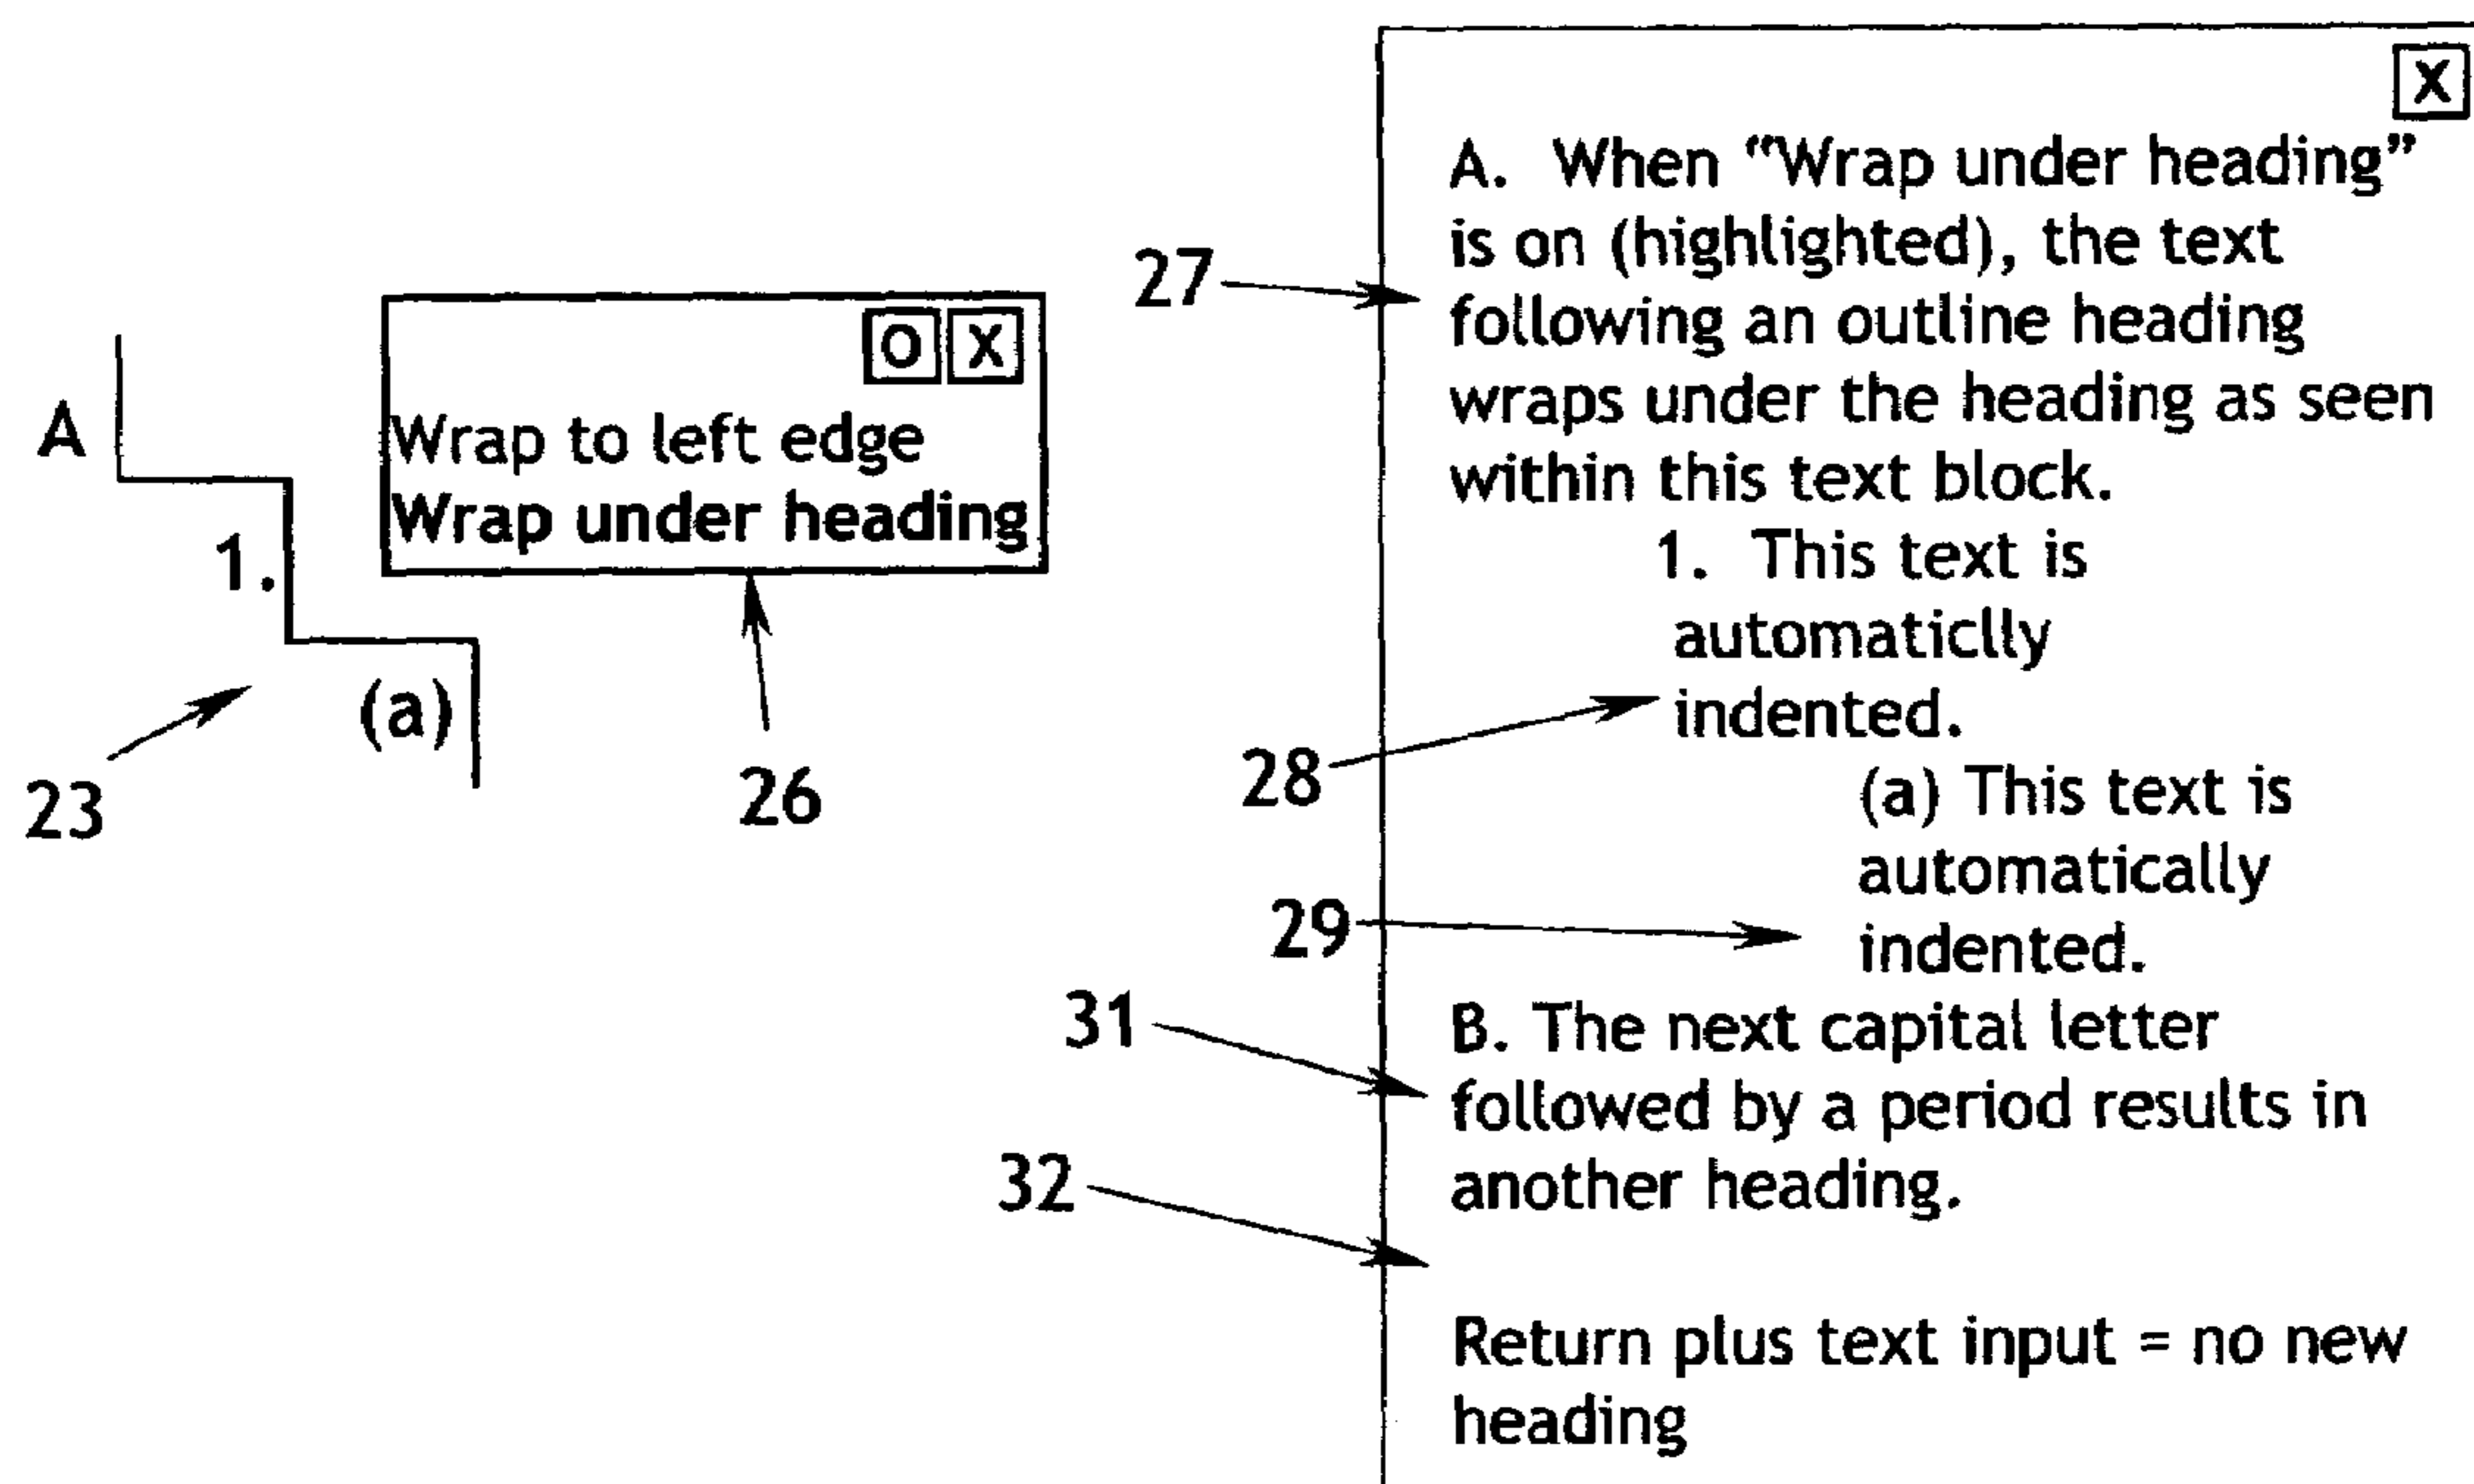 A
1.
(a)
23
O X
Wrap to left edge
Wrap under heading
26
X
A. When “Wrap under heading”
is on (highlighted), the text
following an outline heading
wraps under the heading as seen
within this text block.
1. This text is
automaticlly
indented.
(a) This text is
automatically
indented.
B. The next capital letter
followed by a period results in
another heading.
Return plus text input = no new
heading
27
28
29
31
32